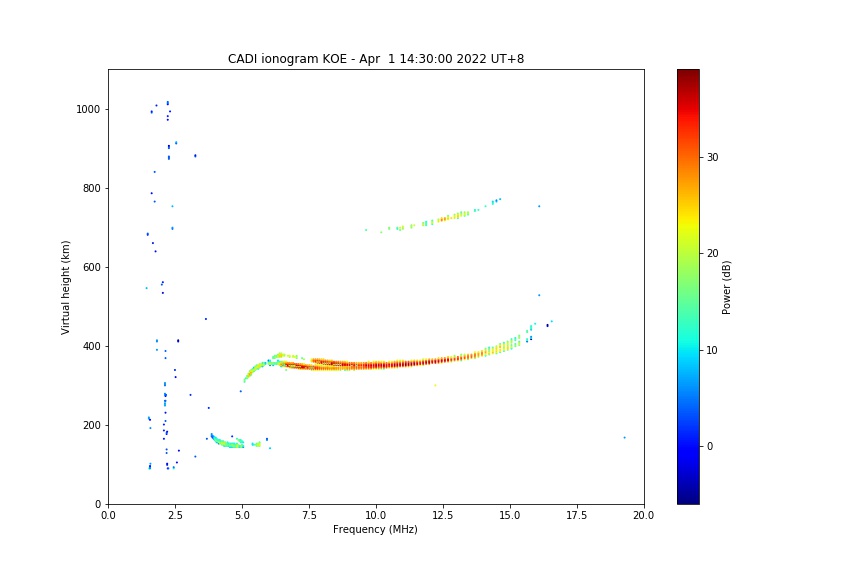 CADI ionogram KOE - Apr  1 14:30:00 2022 UT+8
Virtual height (km)
1000
800
600
400
200
0
0.0 2.5 5.0 7.5 10.0 12.5 15.0 17.5 20.0
Frequency (MHz)
30
20
10
0
Power (dB)